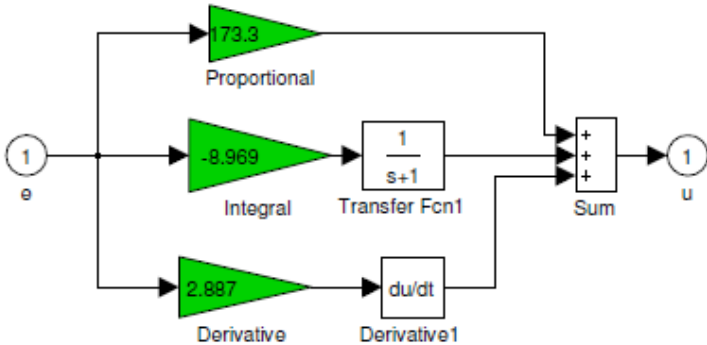 173.3
Proportional
1
e
-8.969
Integral
1
s+1
Transfer Fcn1
+
+
+
Sum
1
u
2.887
Derivative
du/dt
Derivative1